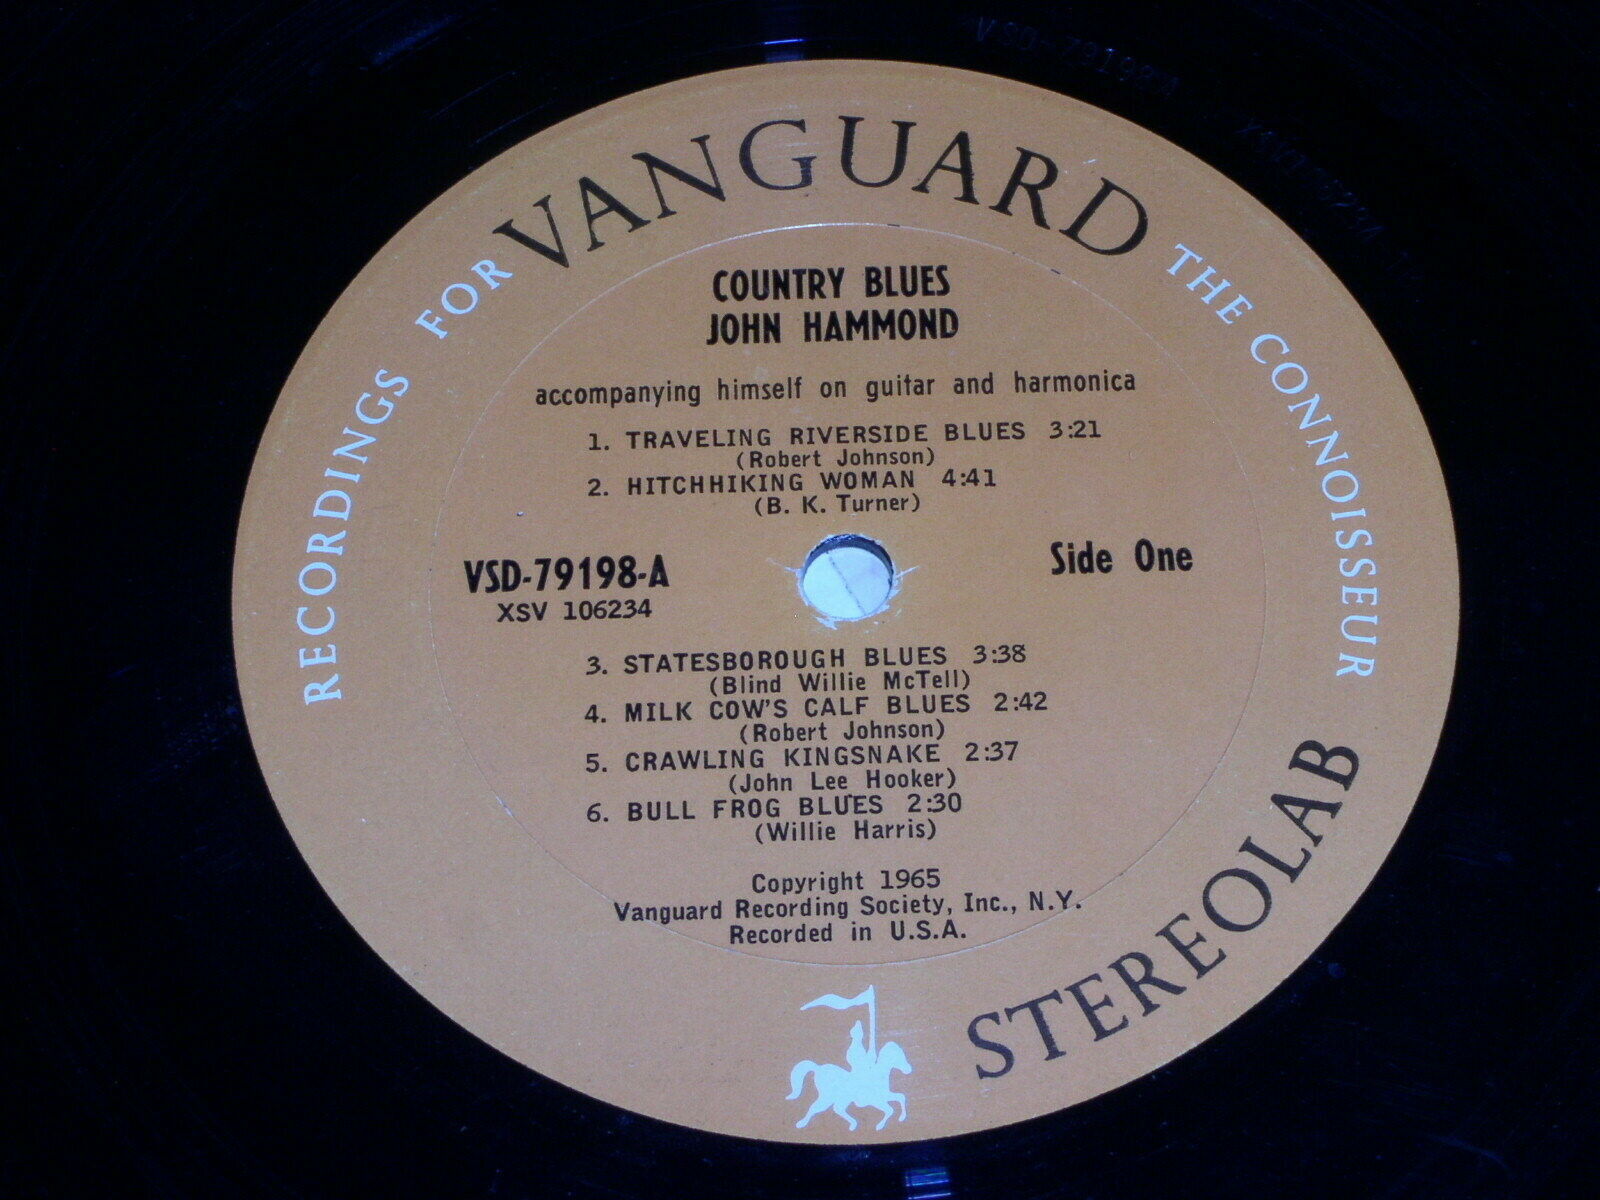 RECORDINGS FOR VANGUARD THE CONNOISSEUR
COUNTRY BLUES
JOHN HAMMOND
accompanying himself on guitar and harmonica
1. TRAVELING RIVERSIDE BLUES 3:21
(Robert Johnson)
2. HITCHHIKING WOMAN 4:41
(B. K. Turner)
VSD-79198-A
XSV 106234
Side One
3. STATESBOROUGH BLUES 3:38
(Blind Willie McTell)
4. MILK COW'S CALF BLUES 2:42
(Robert Johnson)
5. CRAWLING KINGSNAKE 2:37
(John Lee Hooker)
6. BULL FROG BLUES 2:30
(Willie Harris)
Copyright 1965
Vanguard Recording Society, Inc., N.Y.
Recorded in U.S.A.
STEREOLAB
VSD-79198A